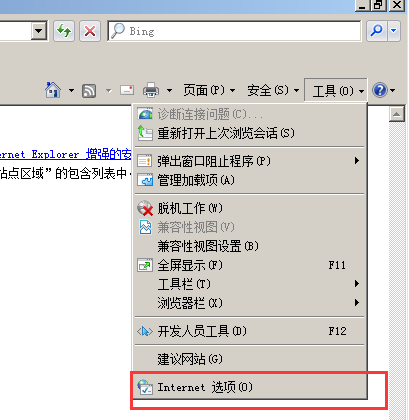 Bing
页面(P)
安全(S)
工具(O)
诊断连接问题(C)...
重新打开上次浏览会话(S)
ernet Explorer 增强的安
弹出窗口阻止程序(P)
站点区域”的包含列表中
管理加载项(A)
脱机工作(W)
兼容性视图(V)
兼容性视图设置(B)
全屏显示(F) F11
工具栏(T)
浏览器栏(X)
开发人员工具(D) F12
建议网站(G)
Internet 选项(O)